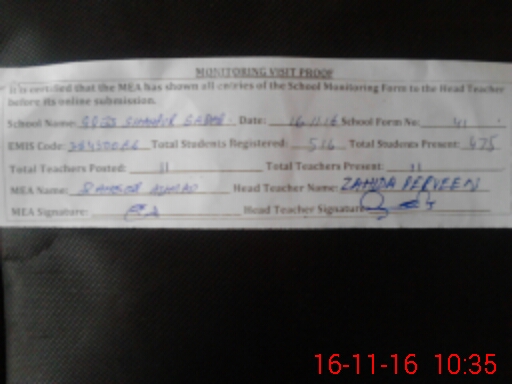 MONITORING VISIT PROOF
It is certified that the MEA has shown all entries of the School Monitoring Form to the Head Teacher
before its online submission.
School Name: Date: 16-11-16 School Form No: 41
EMIS Code: Total Students Registered: 516 Total Students Present: 475
Total Teachers Posted: 11 Total Teachers Present: 11
MEA Name: AHMAD Head Teacher Name: ZAHIDA PERVEEN
MEA Signature: Head Teacher Signature:
16-11-16 10:35